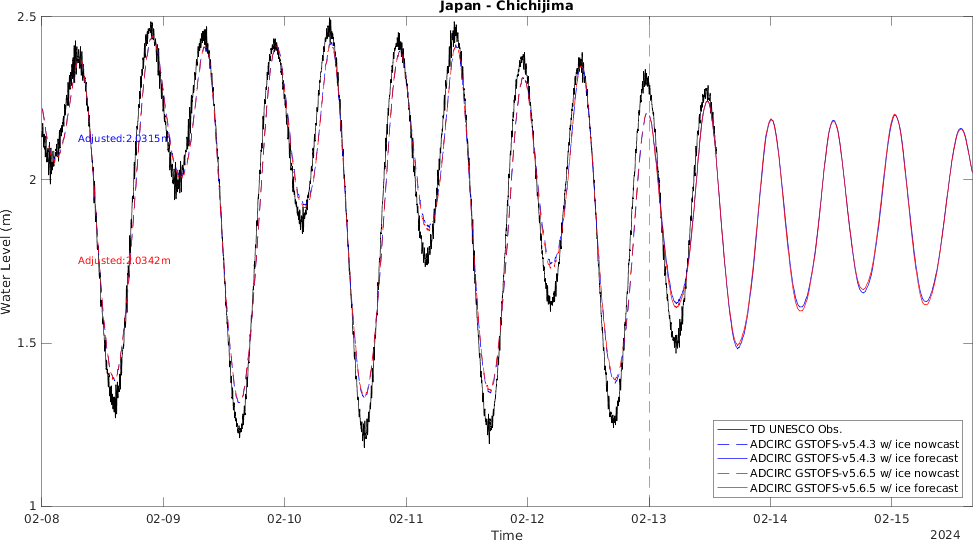 Japan - Chichijima
2.5
2
1.5
1
Water Level (m)
Adjusted:2.0315m
Adjusted:2.0342m
TD UNESCO Obs.
ADCIRC GSTOFS-v5.4.3 w/ ice nowcast
ADCIRC GSTOFS-v5.4.3 w/ ice forecast
ADCIRC GSTOFS-v5.6.5 w/ ice nowcast
ADCIRC GSTOFS-v5.6.5 w/ ice forecast
02-08 02-09 02-10 02-11 02-12 02-13 02-14 02-15
Time
2024